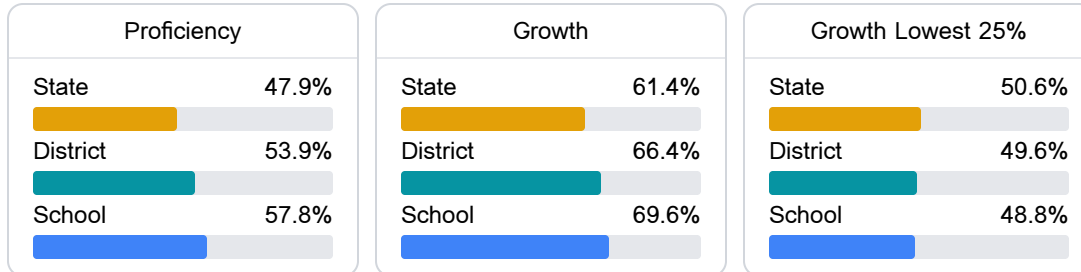 Proficiency
State 47.9%
District 53.9%
School 57.8%
Growth
State 61.4%
District 66.4%
School 69.6%
Growth Lowest 25%
State 50.6%
District 49.6%
School 48.8%